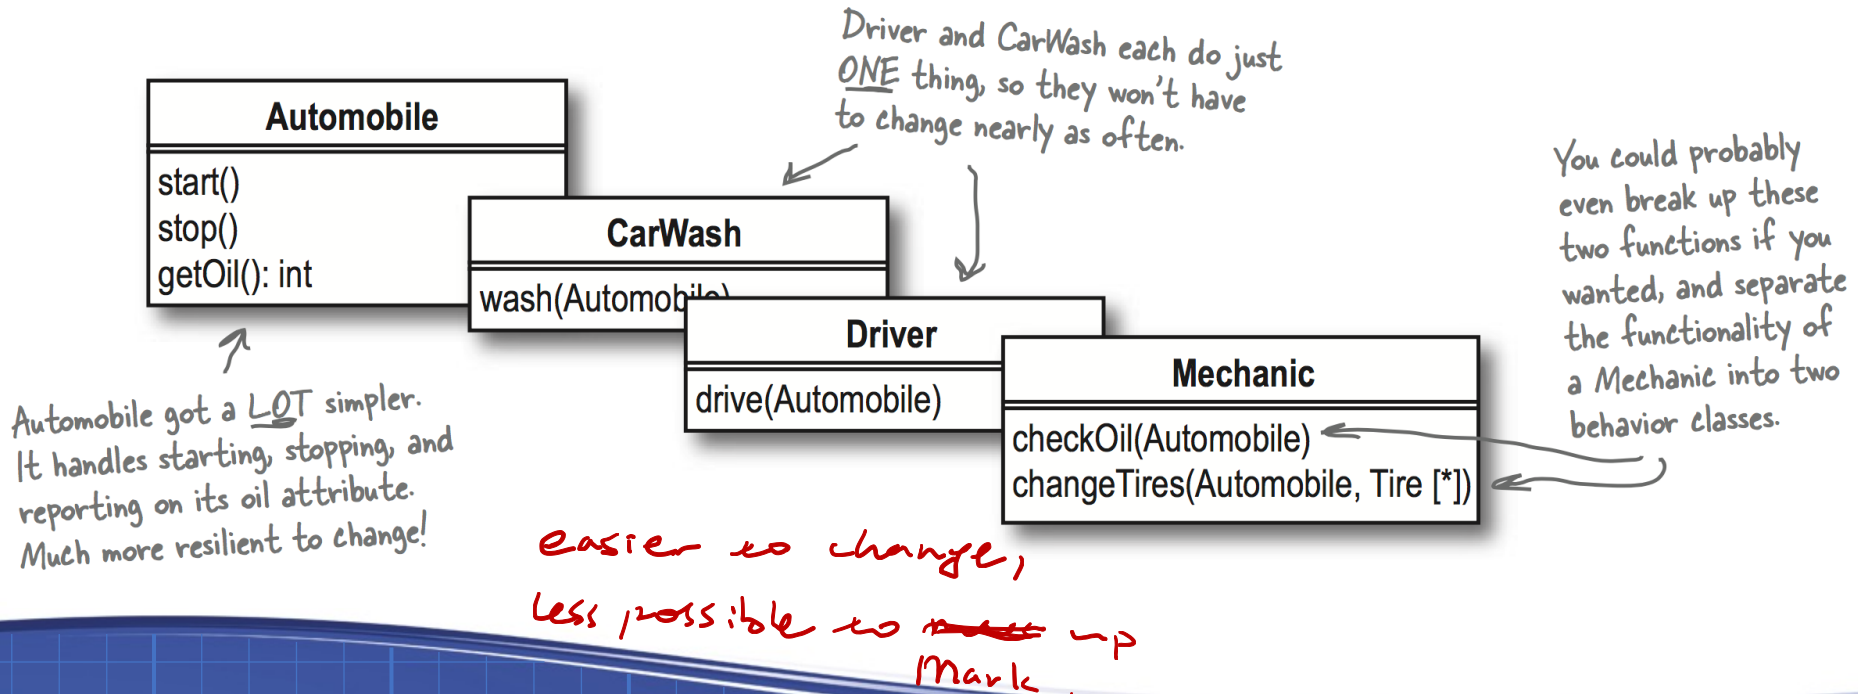 Driver and CarWash each do just
ONE thing, so they won't have
to change nearly as often.
Automobile
start()
stop()
getOil(): int
CarWash
wash(Automobile)
Driver
drive(Automobile)
Mechanic
checkOil(Automobile)
changeTires(Automobile, Tire [*])
You could probably
even break up these
two functions if you
wanted, and separate
the functionality of
a Mechanic into two
behavior classes.
Automobile got a LOT simpler.
It handles starting, stopping, and
reporting on its oil attribute.
Much more resilient to change!
easier to change,
less possible to up
Mark